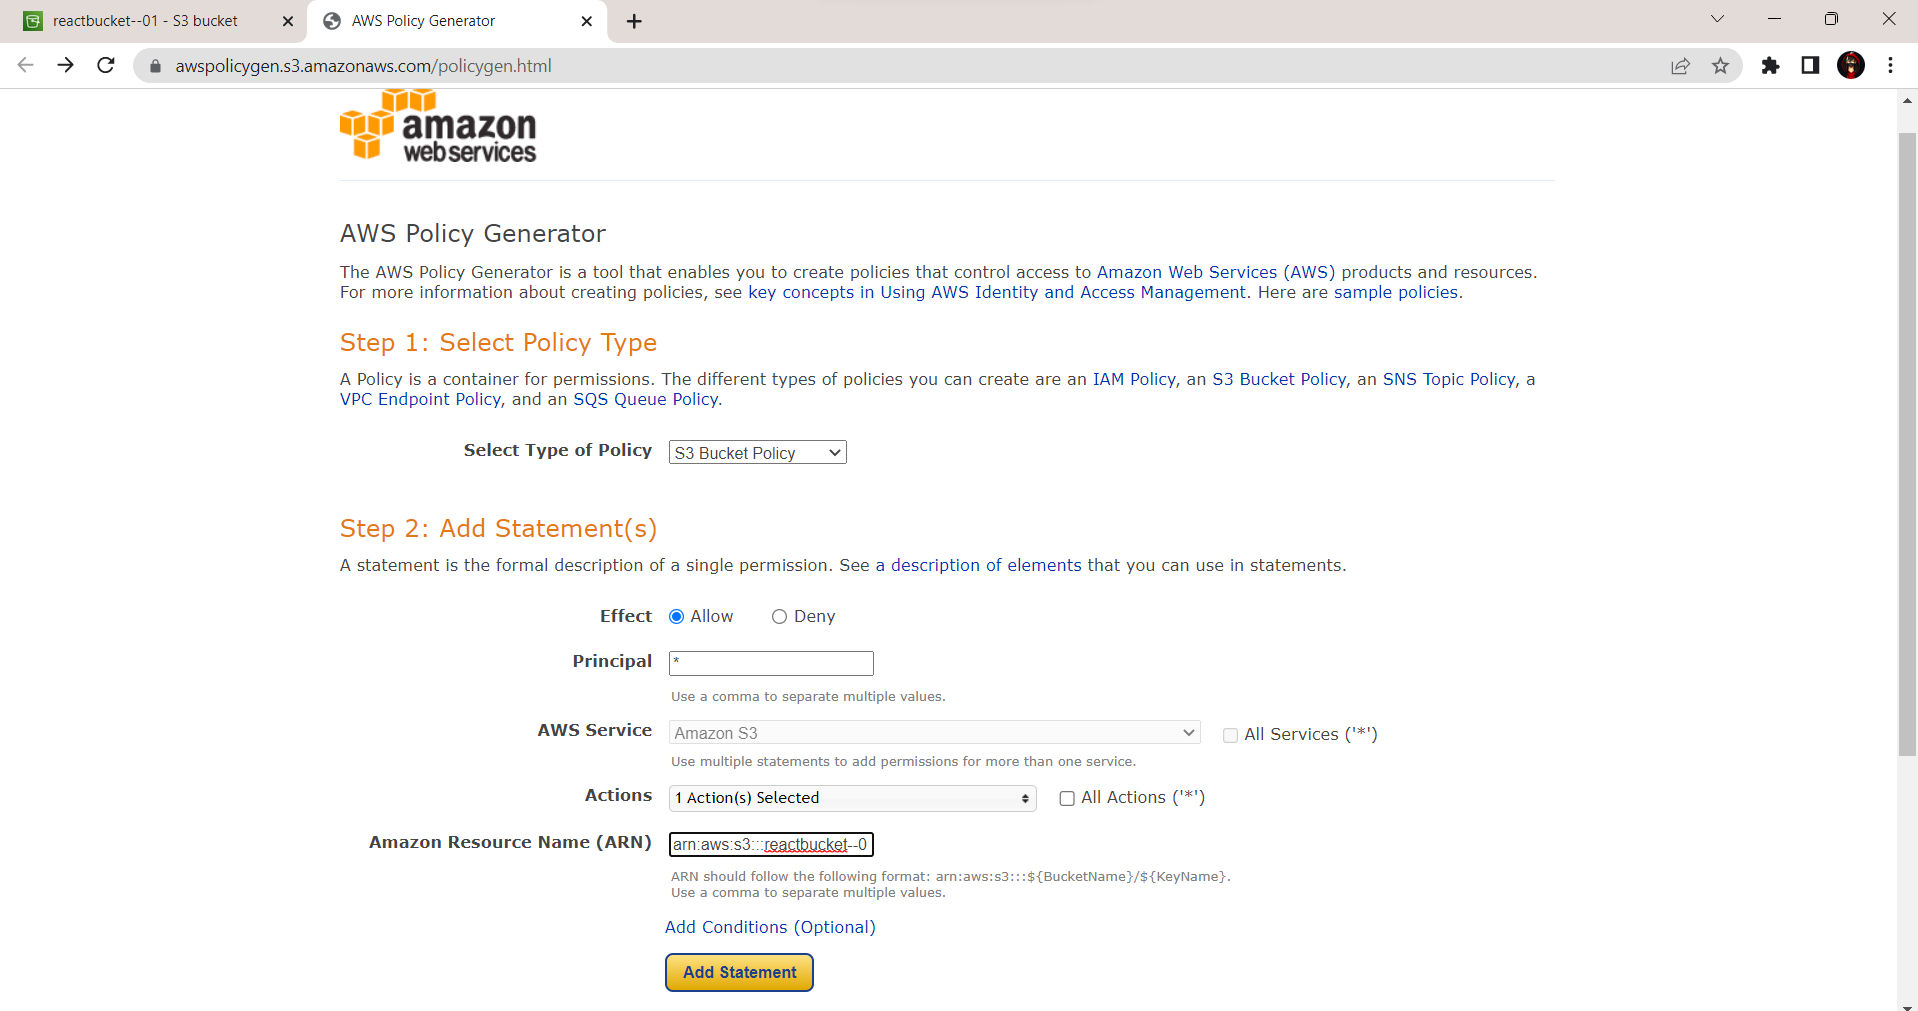 reactbucket--01 - S3 bucket
AWS Policy Generator
awspolicygen.s3.amazonaws.com/policygen.html
amazon
webservices
AWS Policy Generator
The AWS Policy Generator is a tool that enables you to create policies that control access to Amazon Web Services (AWS) products and resources.
For more information about creating policies, see key concepts in Using AWS Identity and Access Management. Here are sample policies.
Step 1: Select Policy Type
A Policy is a container for permissions. The different types of policies you can create are an IAM Policy, an S3 Bucket Policy, an SNS Topic Policy, a
VPC Endpoint Policy, and an SQS Queue Policy.
Select Type of Policy S3 Bucket Policy
Step 2: Add Statement(s)
A statement is the formal description of a single permission. See a description of elements that you can use in statements.
Effect Allow Deny
Principal *
Use a comma to separate multiple values.
AWS Service Amazon S3 All Services ('*')
Use multiple statements to add permissions for more than one service.
Actions 1 Action(s) Selected All Actions ('*')
Amazon Resource Name (ARN) arn:aws:s3:::reactbucket--0
ARN should follow the following format: arn:aws:s3:::${BucketName}/${KeyName}.
Use a comma to separate multiple values.
Add Conditions (Optional)
Add Statement